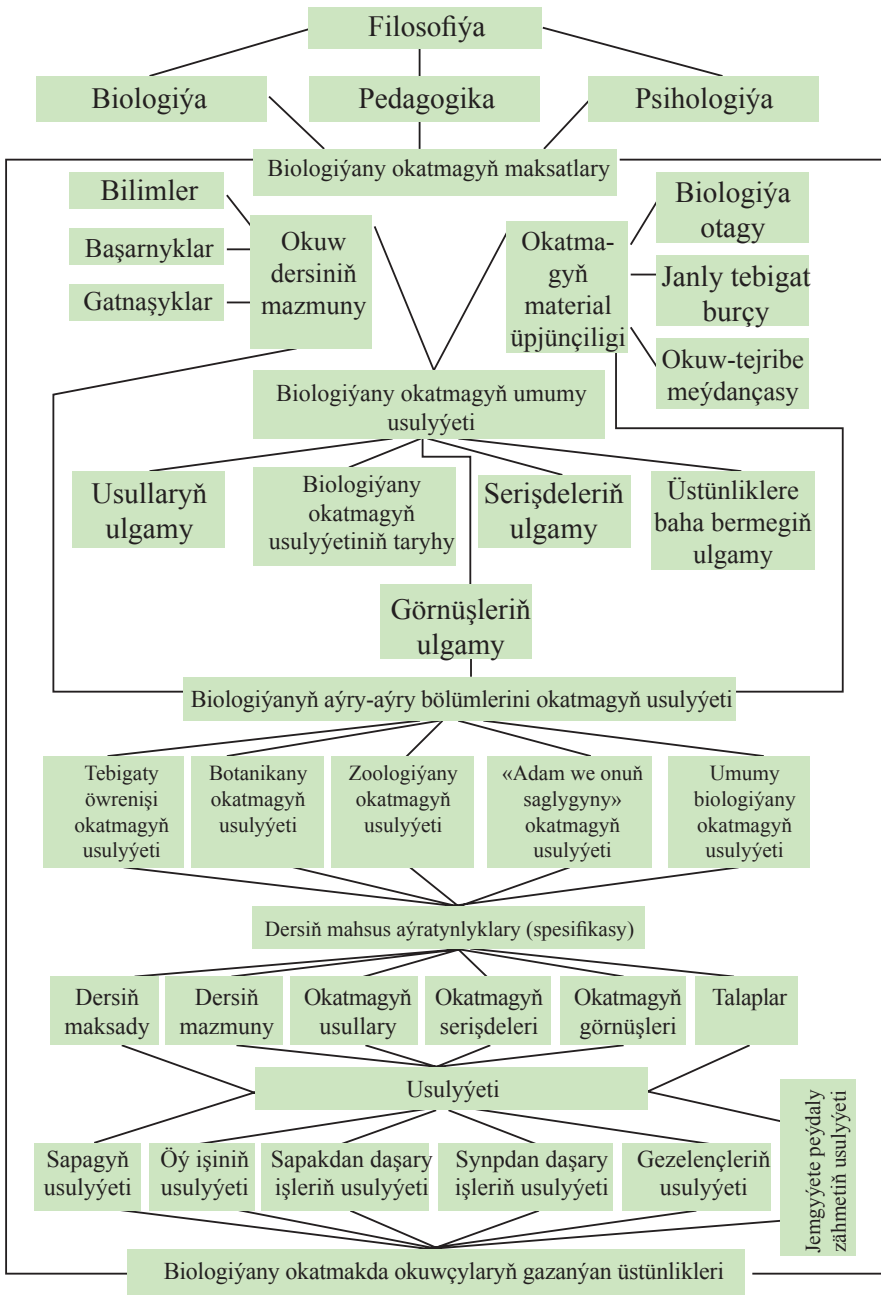 Filosofiýa
Biologiýa
Pedagogika
Psihologiýa
Biologiýany okatmagyň maksatlary
Bilimler
Başarnyklar
Gatnaşyklar
Okuw
dersiniň
mazmuny
Okatma-
gyň
material
üpjünçiligi
Biologiýa
otagy
Janly tebigat
burçy
Okuw-tejribe
meýdançasy
Biologiýany okatmagyň umumy
usulyýeti
Usullaryň
ulgamy
Biologiýany
okatmagyň
usulyýetiniň taryhy
Serişdeleriň
ulgamy
Üstünliklere
baha bermegiň
ulgamy
Görnüşleriň
ulgamy
Biologiýanyň aýry-aýry bölümlerini okatmagyň usulyýeti
Tebigaty
öwrenişi
okatmagyň
usulyýeti
Botanikany
okatmagyň
usulyýeti
Zoologiýany
okatmagyň
usulyýeti
«Adam we onuň
saglygyny»
okatmagyň
usulyýeti
Umumy
biologiýany
okatmagyň
usulyýeti
Dersiň mahsus aýratynlyklary (spesifikasy)
Dersiň
maksady
Dersiň
mazmuny
Okatmagyň
usullary
Okatmagyň
serişdeleri
Okatmagyň
görnüşleri
Talaplar
Usulyýeti
Sapagyň
usulyýeti
Öý işiniň
usulyýeti
Sapakdan daşary
işleriň usulyýeti
Synpdan daşary
işleriň usulyýeti
Gezelençleriň
usulyýeti
Jemgyýete peýdaly
zähmetiň usulyýeti
Biologiýany okatmakda okuwçylaryň gazanýan üstünlikleri